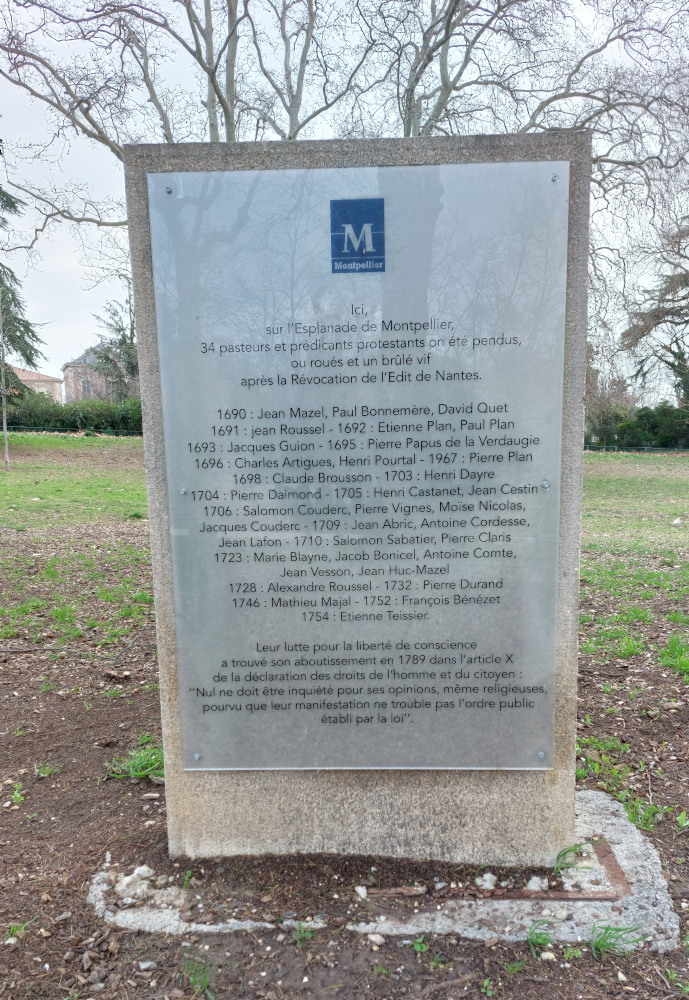 M
Montpellier
Ici,
sur l'Esplanade de Montpellier,
34 pasteurs et prédicants protestants on été pendus,
ou roués et un brûlé vif
après la Révocation de l'Edit de Nantes.
1690 : Jean Mazel, Paul Bonnemère, David Quet
1691 : jean Roussel - 1692 : Etienne Plan, Paul Plan
1693 : Jacques Guion - 1695 : Pierre Papus de la Verdaugie
1696 : Charles Artigues, Henri Pourtal - 1967 : Pierre Plan
1698 : Claude Brousson - 1703 : Henri Dayre
1704 : Pierre Daimond - 1705 : Henri Castanet, Jean Cestin
1706 : Salomon Couderc, Pierre Vignes, Moïse Nicolas,
Jacques Couderc - 1709 : Jean Abric, Antoine Cordesse,
Jean Lafon - 1710 : Salomon Sabatier, Pierre Claris
1723 : Marie Blayne, Jacob Bonicel, Antoine Comte,
Jean Vesson, Jean Huc-Mazel
1728 : Alexandre Roussel - 1732 : Pierre Durand
1746 : Mathieu Majal - 1752 : François Bénézet
1754 : Etienne Teissier.
Leur lutte pour la liberté de conscience
a trouvé son aboutissement en 1789 dans l'article X
de la déclaration des droits de l'homme et du citoyen :
"Nul ne doit être inquiété pour ses opinions, même religieuses,
pourvu que leur manifestation ne trouble pas l'ordre public
établi par la loi".